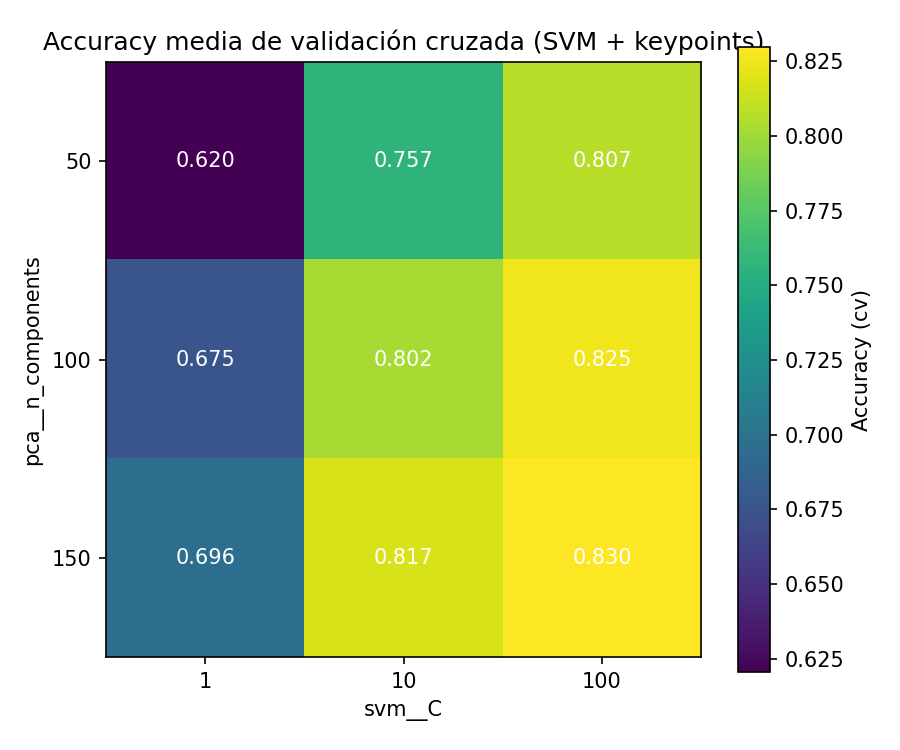 Accuracy media de validación cruzada (SVM + keypoints)
pca__n_components
50
100
150
0.620 0.757 0.807
0.675 0.802 0.825
0.696 0.817 0.830
1 10 100
svm__C
0.825
0.800
0.775
0.750
0.725
0.700
0.675
0.650
0.625
Accuracy (cv)